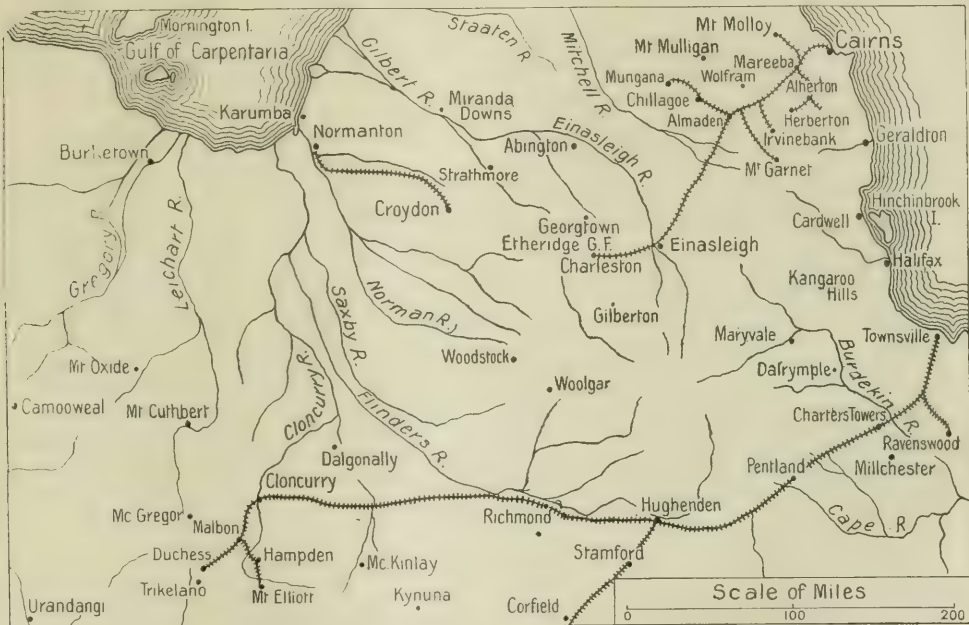 Mornington I.
Gulf of Carpentaria
Staaten R
Mitchell R.
Mt Molloy
Cairns
Mt Mulligan
Mareeba
Gilbert R.
Mungana
Wolfram
Atherton
Chillagoe
Herberton
Karumba
Miranda
Downs
Almaden
Normanton
Einasleigh R.
Irvinebank
Geraldton
Burketown
Abington
Strathmore
Mt Garnet
Gregory R.
Leichart R.
Croydon
Hinchinbrook
I.
Georgtown
Cardwell
Etheridge G.F.
Einasleigh
Charleston
Halifax
Saxby R.
Norman R.
Kangaroo
Hills
Gilberton
Maryvale
Townsville
Woodstock
Burdekin
R.
Mt Oxide
Dalrymple
Cloncurry R.
Woolgar
Camooweal
Mt Cuthbert
Flinders R.
Charters Towers
Ravenswood
Dalgonally
Pentland
Millchester
Cloncurry
Mc Gregor
Richmond
Hughenden
Malbon
Cape R
Duchess
Hampden
Stamford
Mc. Kinlay
Trikelano
Mt Elliott
Kynuna
Scale of Miles
Urandangi
Corfield
0 100 200